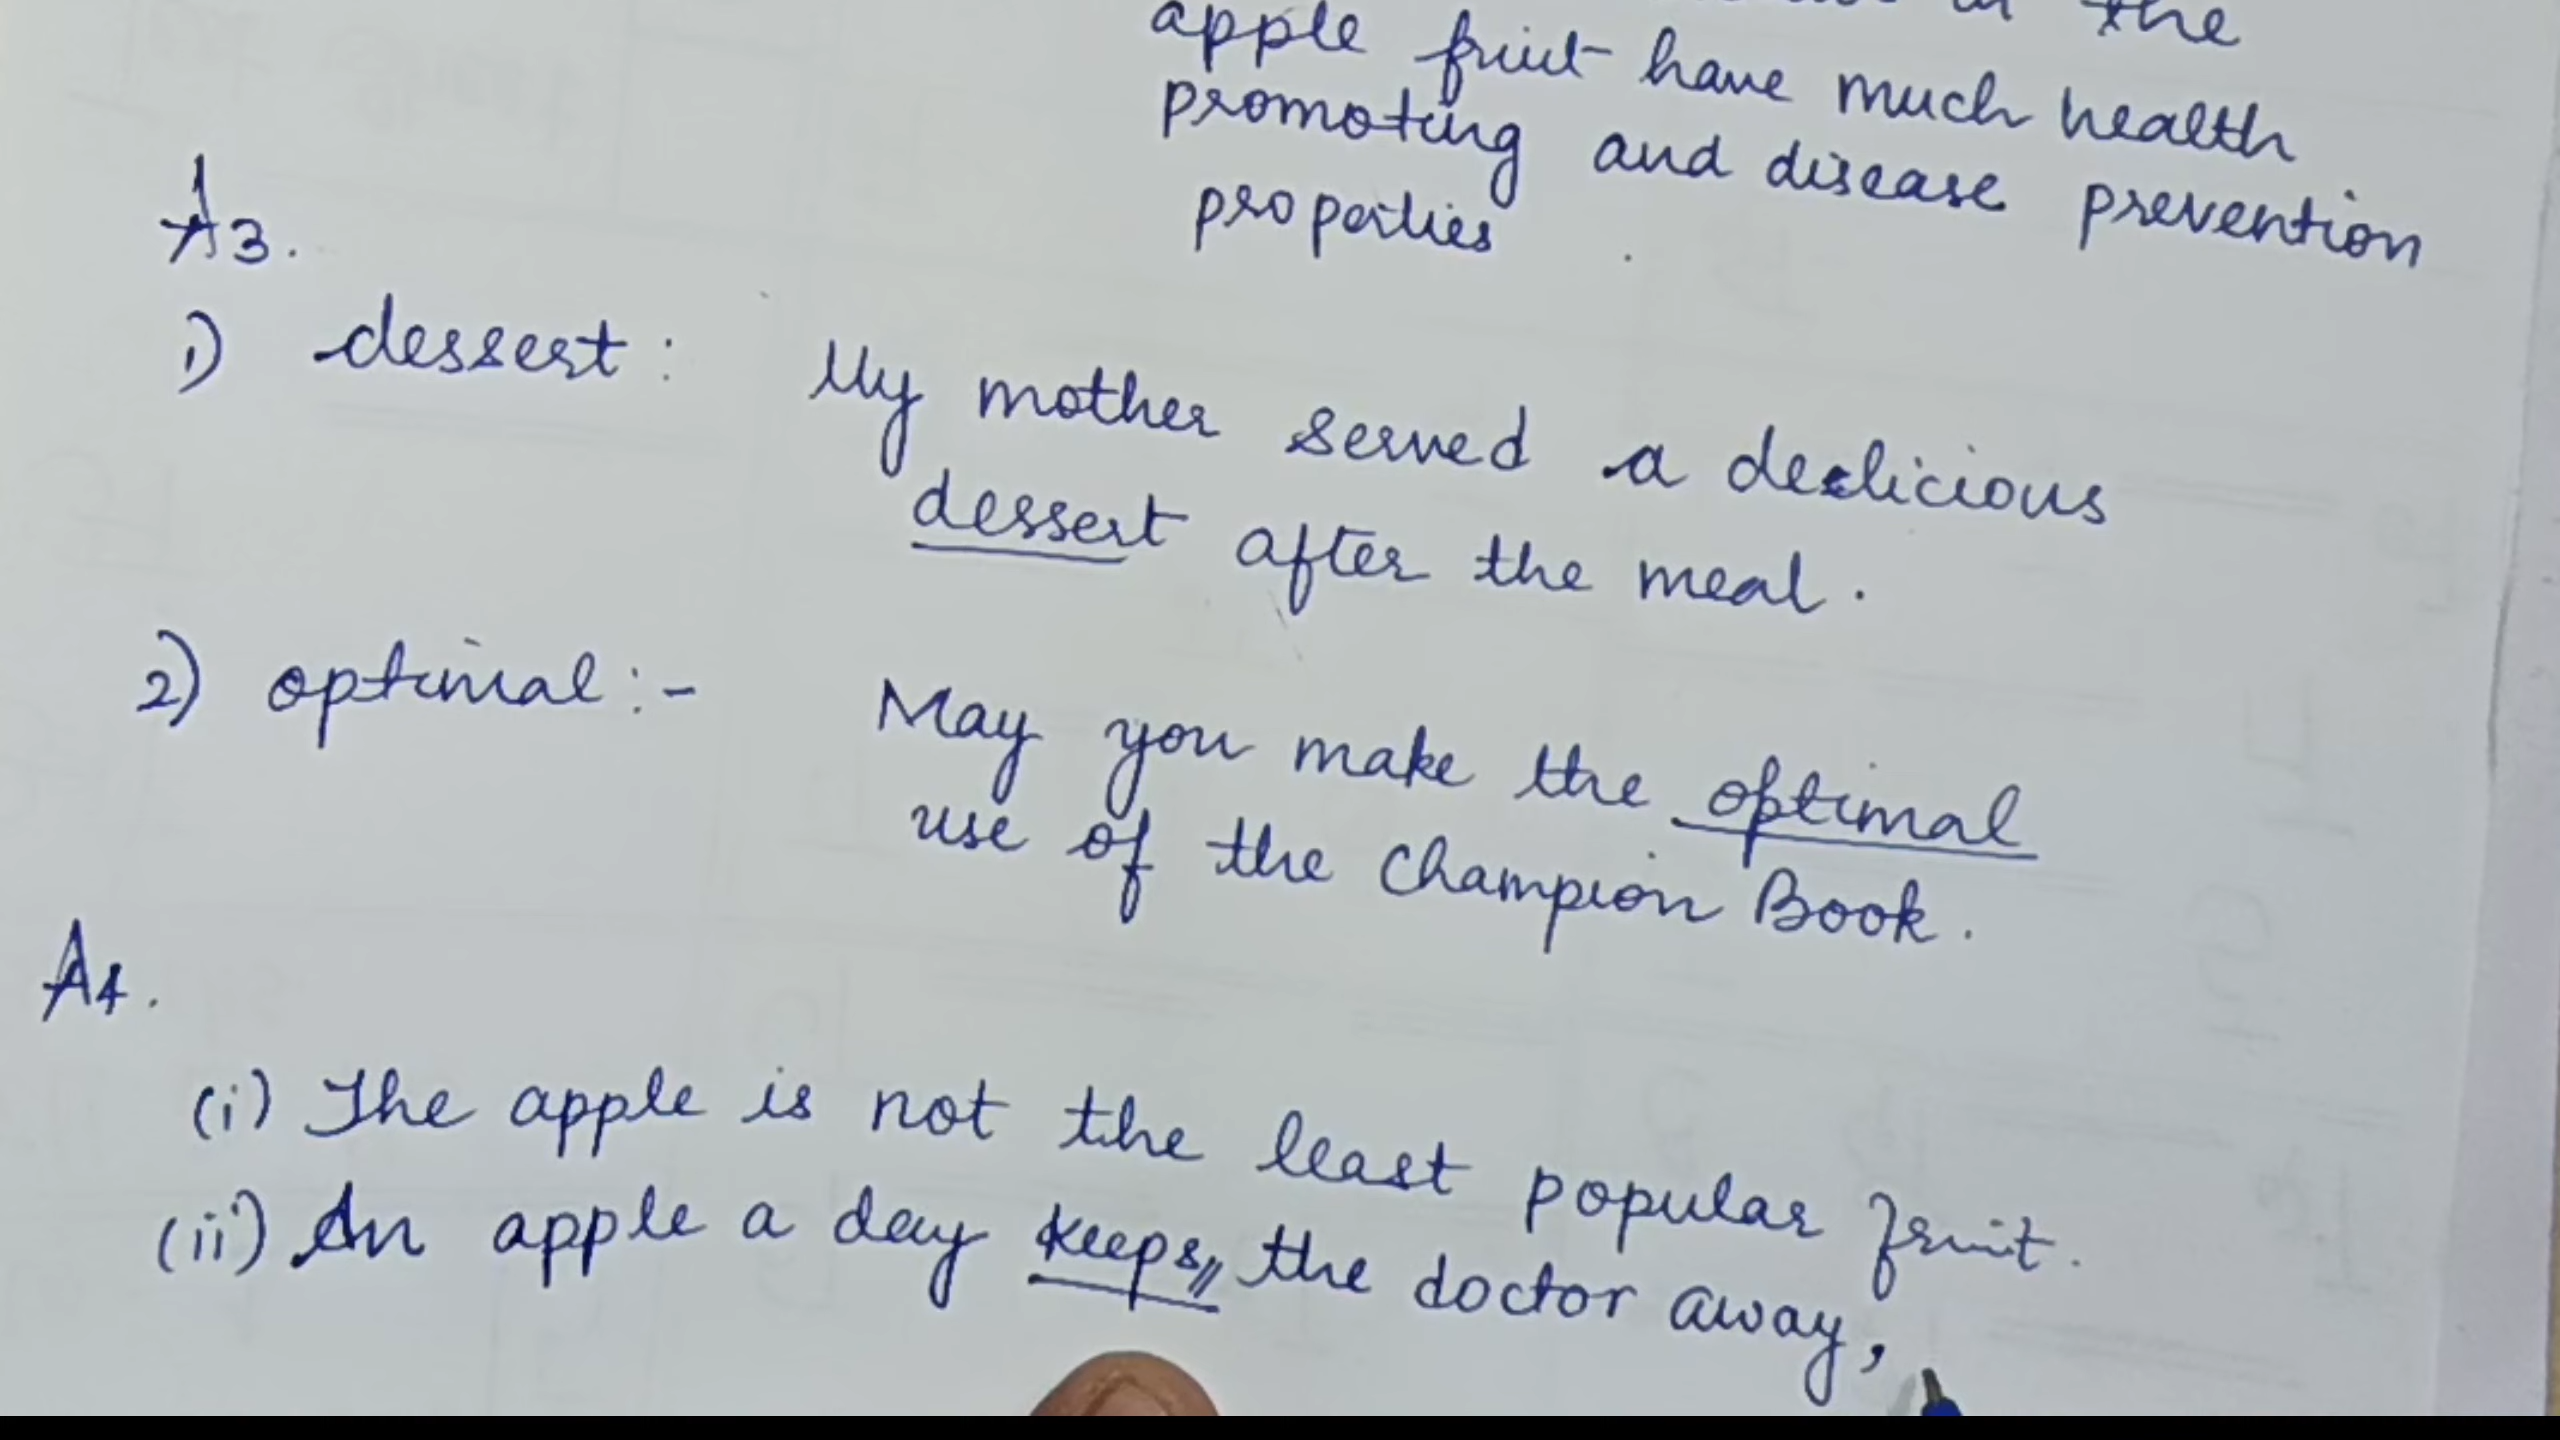 the
apple fruit have much health
promoting and disease prevention
properties .
A3.
1) dessert : My mother served a delicious
dessert after the meal.
2) optimal :- May you make the optimal
use of the Champion Book.
A4.
(i) The apple is not the least popular fruit.
(ii) An apple a day keeps,, the doctor away,